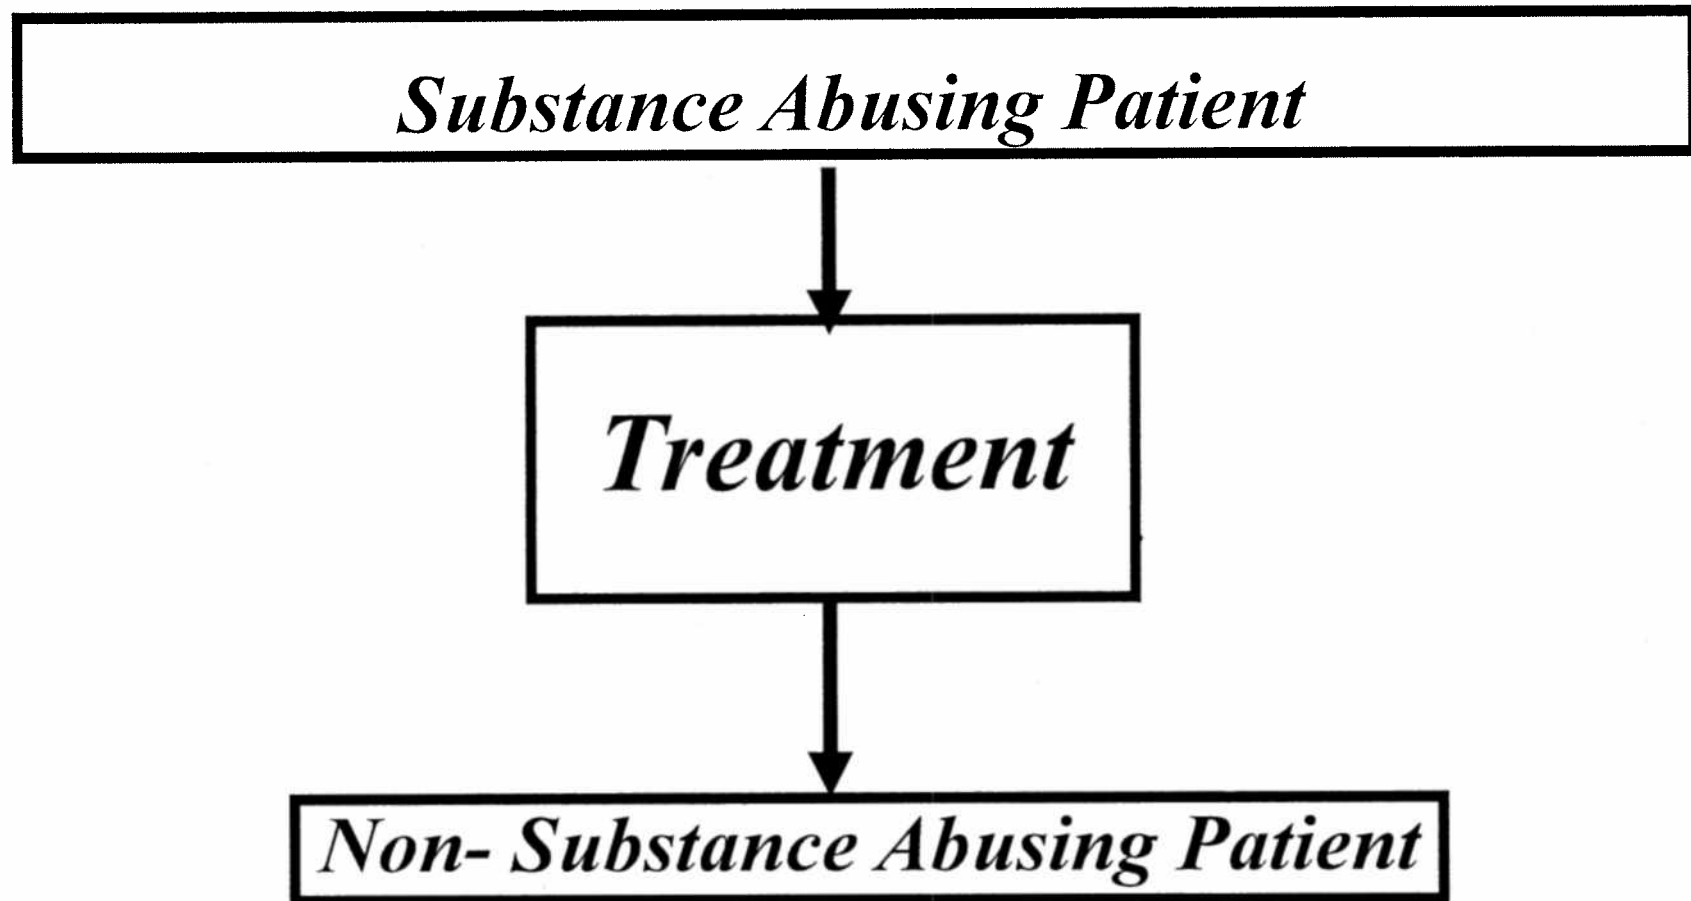 Substance Abusing Patient
Treatment
Non- Substance Abusing Patient